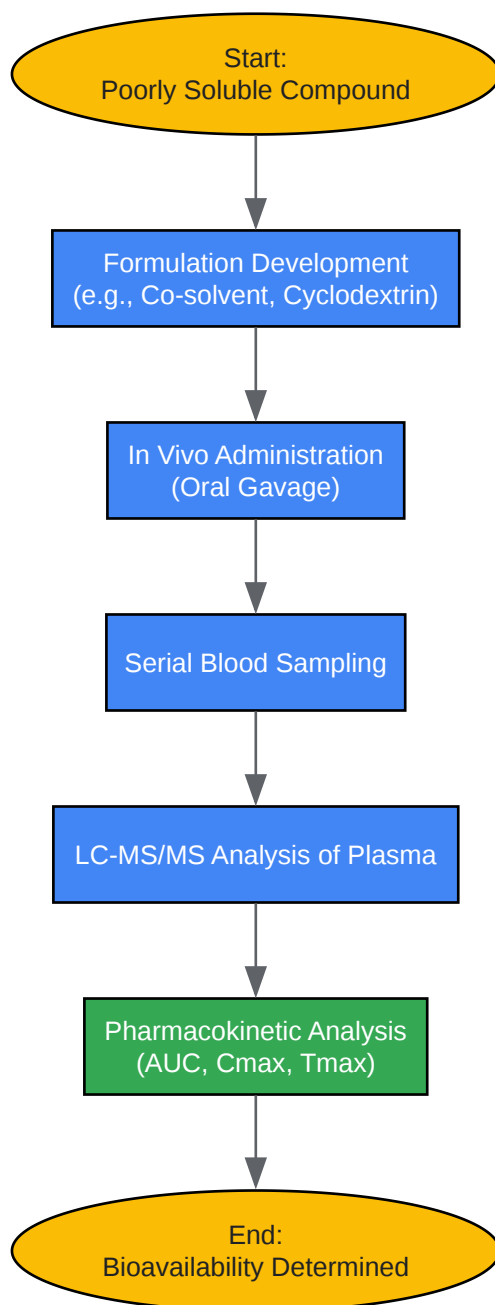 Start:
Poorly Soluble Compound
Formulation Development
(e.g., Co-solvent, Cyclodextrin)
In Vivo Administration
(Oral Gavage)
Serial Blood Sampling
LC-MS/MS Analysis of Plasma
Pharmacokinetic Analysis
(AUC, Cmax, Tmax)
End:
Bioavailability Determined